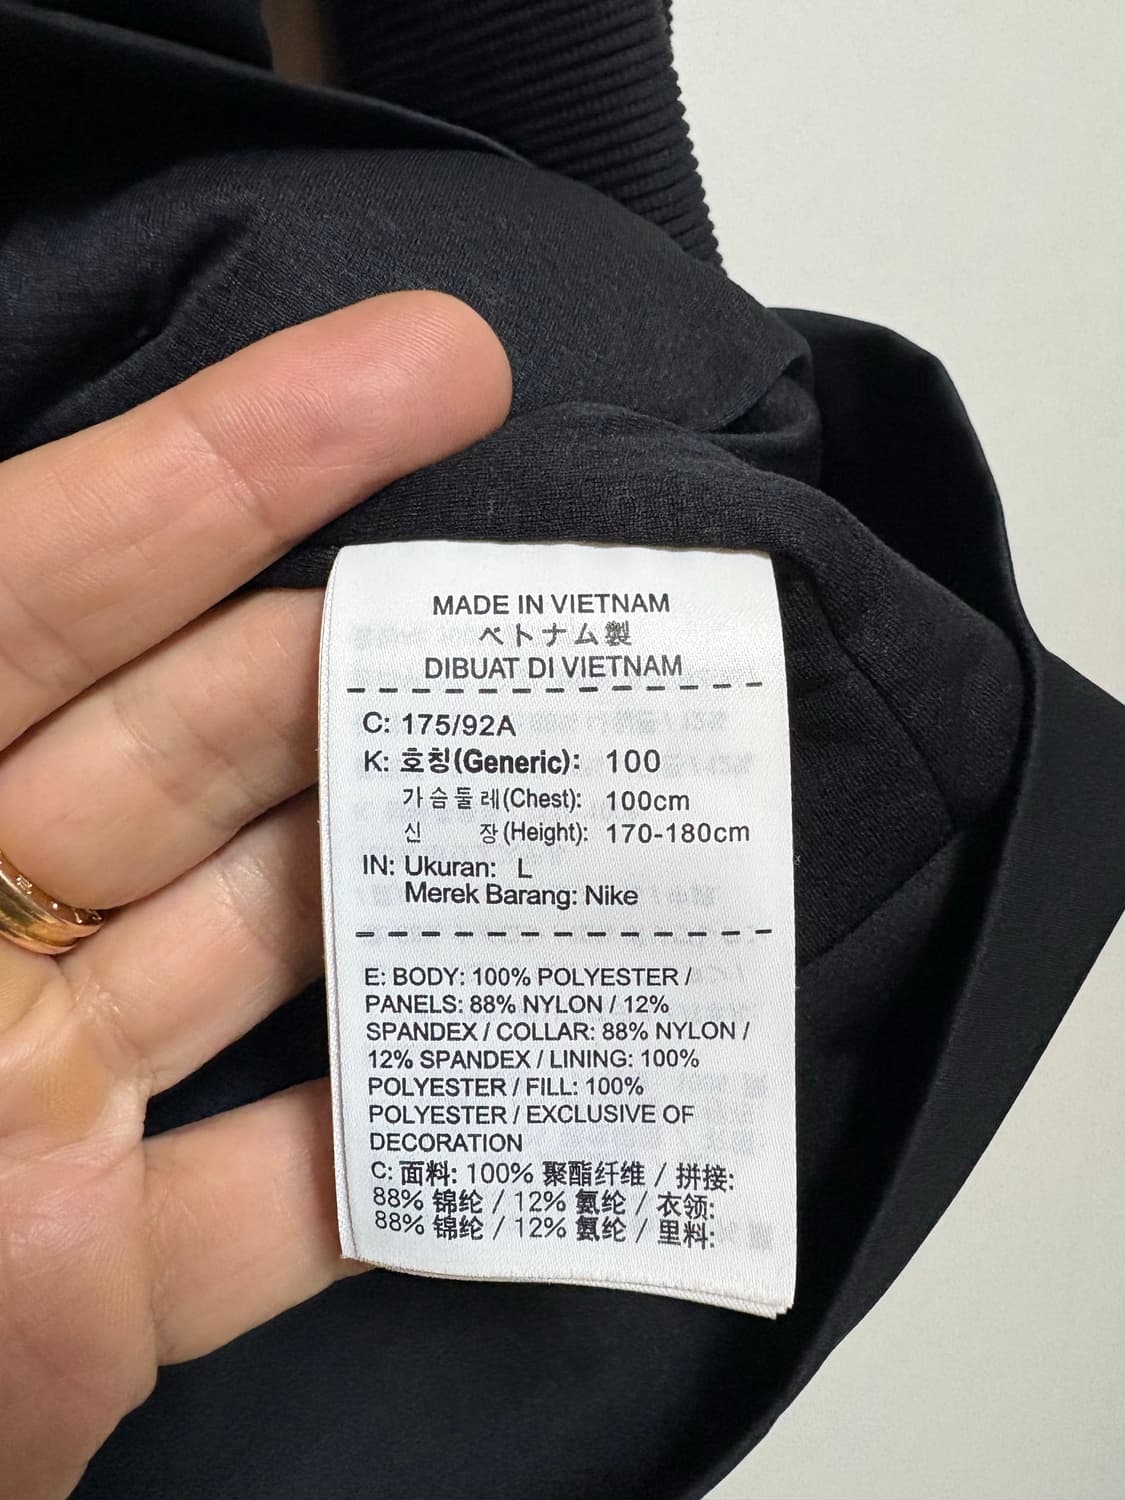 MADE IN VIETNAM
ベトナム製
DIBUAT DI VIETNAM
C: 175/92A
K: 호칭(Generic): 100
가슴둘레(Chest): 100cm
신 장(Height): 170-180cm
IN: Ukuran: L
Merek Barang: Nike
E: BODY: 100% POLYESTER /
PANELS: 88% NYLON / 12%
SPANDEX / COLLAR: 88% NYLON /
12% SPANDEX / LINING: 100%
POLYESTER / FILL: 100%
POLYESTER / EXCLUSIVE OF
DECORATION
C: 面料: 100% 聚酯纤维 / 拼接:
88% 锦纶 / 12% 氨纶 / 衣领:
88% 锦纶 / 12% 氨纶 / 里料: